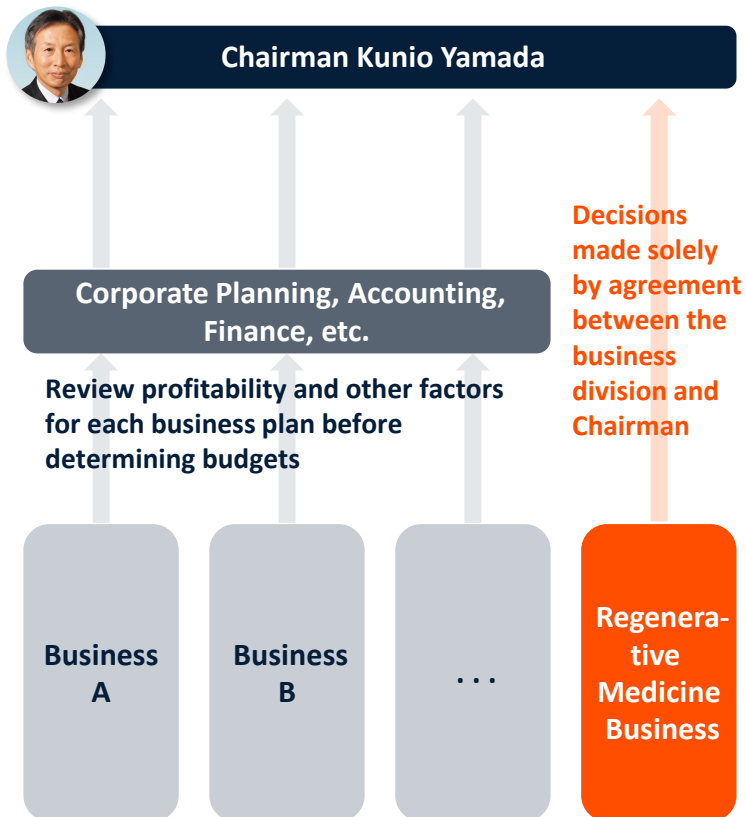 Chairman Kunio Yamada
Decisions
made solely
by agreement
between the
business
division and
Chairman
Corporate Planning, Accounting,
Finance, etc.
Review profitability and other factors
for each business plan before
determining budgets
Business
A
Business
B
...
Regenera-
tive
Medicine
Business